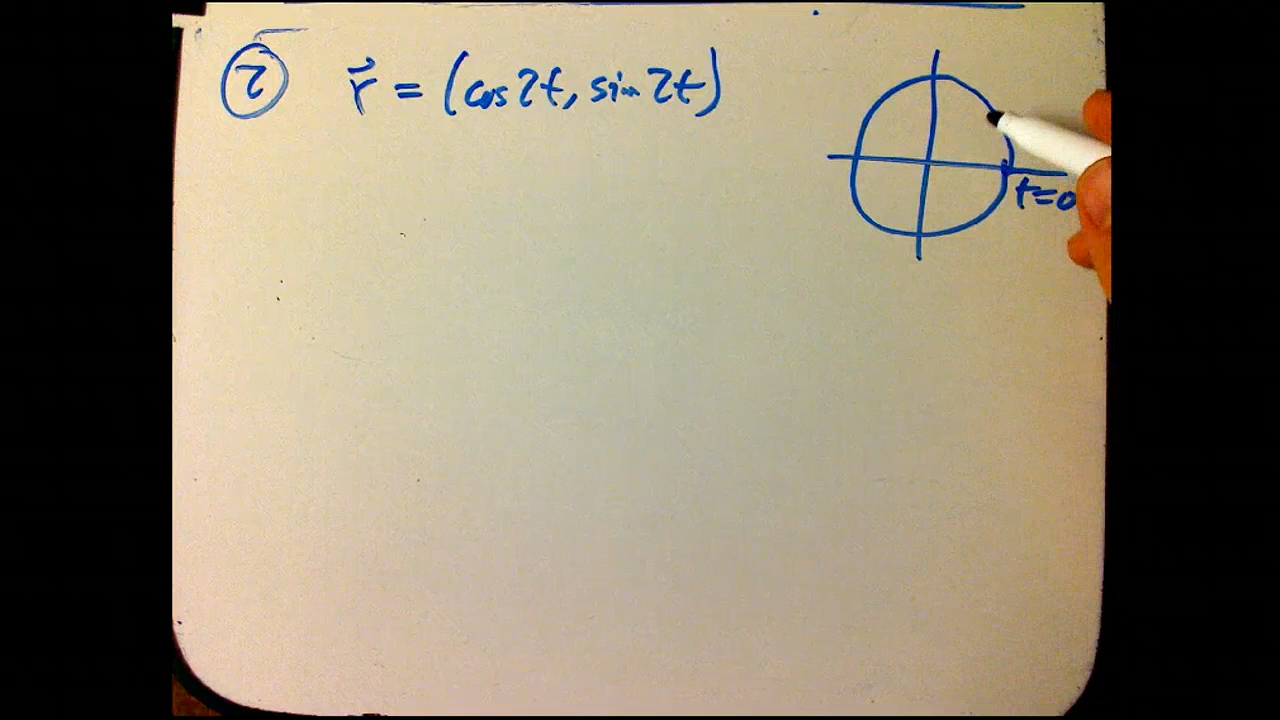 ② r⃗ = (cos 2t, sin 2t)
t=0